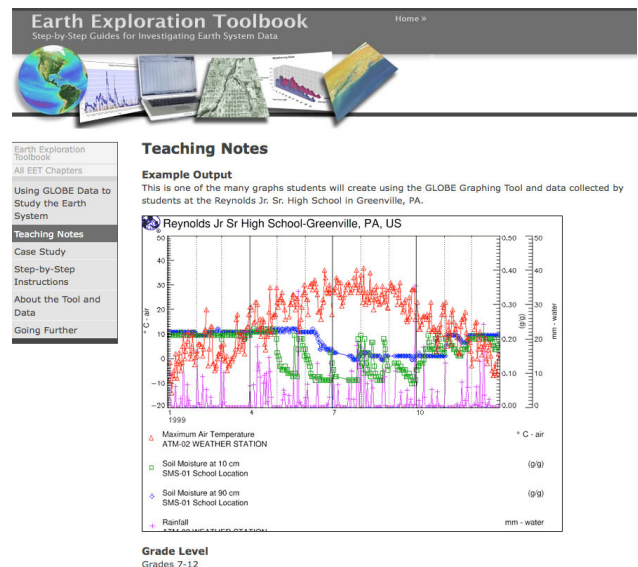 Earth Exploration Toolbook
Home »
Step-by-Step Guides for Investigating Earth System Data
Earth Exploration
Toolbook
All EET Chapters
Using GLOBE Data to
Study the Earth
System
Teaching Notes
Case Study
Step-by-Step
Instructions
About the Tool and
Data
Going Further
Teaching Notes
Example Output
This is one of the many graphs students will create using the GLOBE Graphing Tool and data collected by
students at the Reynolds Jr. Sr. High School in Greenville, PA.
Reynolds Jr Sr High School-Greenville, PA, US
50
40
30
20
10
0
−10
−20
° C - air
0.50
0.40
0.30
0.20
0.10
0.00
(g/g)
50
40
30
20
10
0
mm - water
1 4 7 10
1999
Maximum Air Temperature ° C - air
ATM-02 WEATHER STATION
Soil Moisture at 10 cm (g/g)
SMS-01 School Location
Soil Moisture at 90 cm (g/g)
SMS-01 School Location
Rainfall mm - water
WEATHER STATION
Grade Level
Grades 7-12